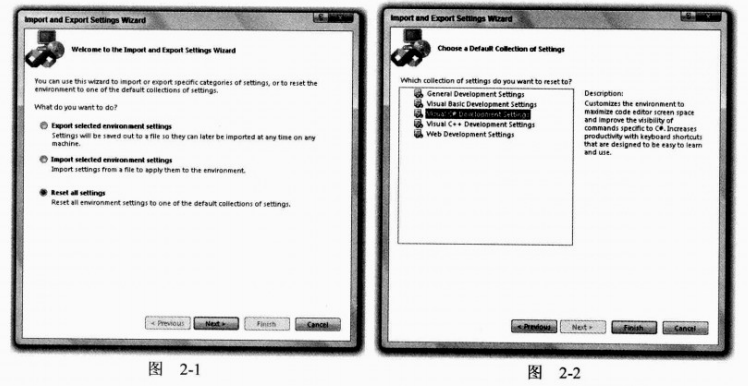 Import and Export Settings Wizard
Welcome to the Import and Export Settings Wizard
You can use this wizard to import or export specific categories of settings, or to reset the
environment to one of the default collections of settings.
What do you want to do?
Export selected environment settings
Settings will be saved out to a file so they can later be imported at any time on any
machine.
Import selected environment settings
Import settings from a file to apply them to the environment.
Reset all settings
Reset all environment settings to one of the default collections of settings.
< Previous
Next >
Finish
Cancel
图 2-1
Import and Export Settings Wizard
Choose a Default Collection of Settings
Which collection of settings do you want to reset to?
General Development Settings
Visual Basic Development Settings
Visual C# Development Settings
Visual C++ Development Settings
Web Development Settings
Description:
Customizes the environment to
maximize code editor screen space
and improve the visibility of
commands specific to C#. Increases
productivity with keyboard shortcuts
that are designed to be easy to learn
and use.
< Previous
Next >
Finish
Cancel
图 2-2